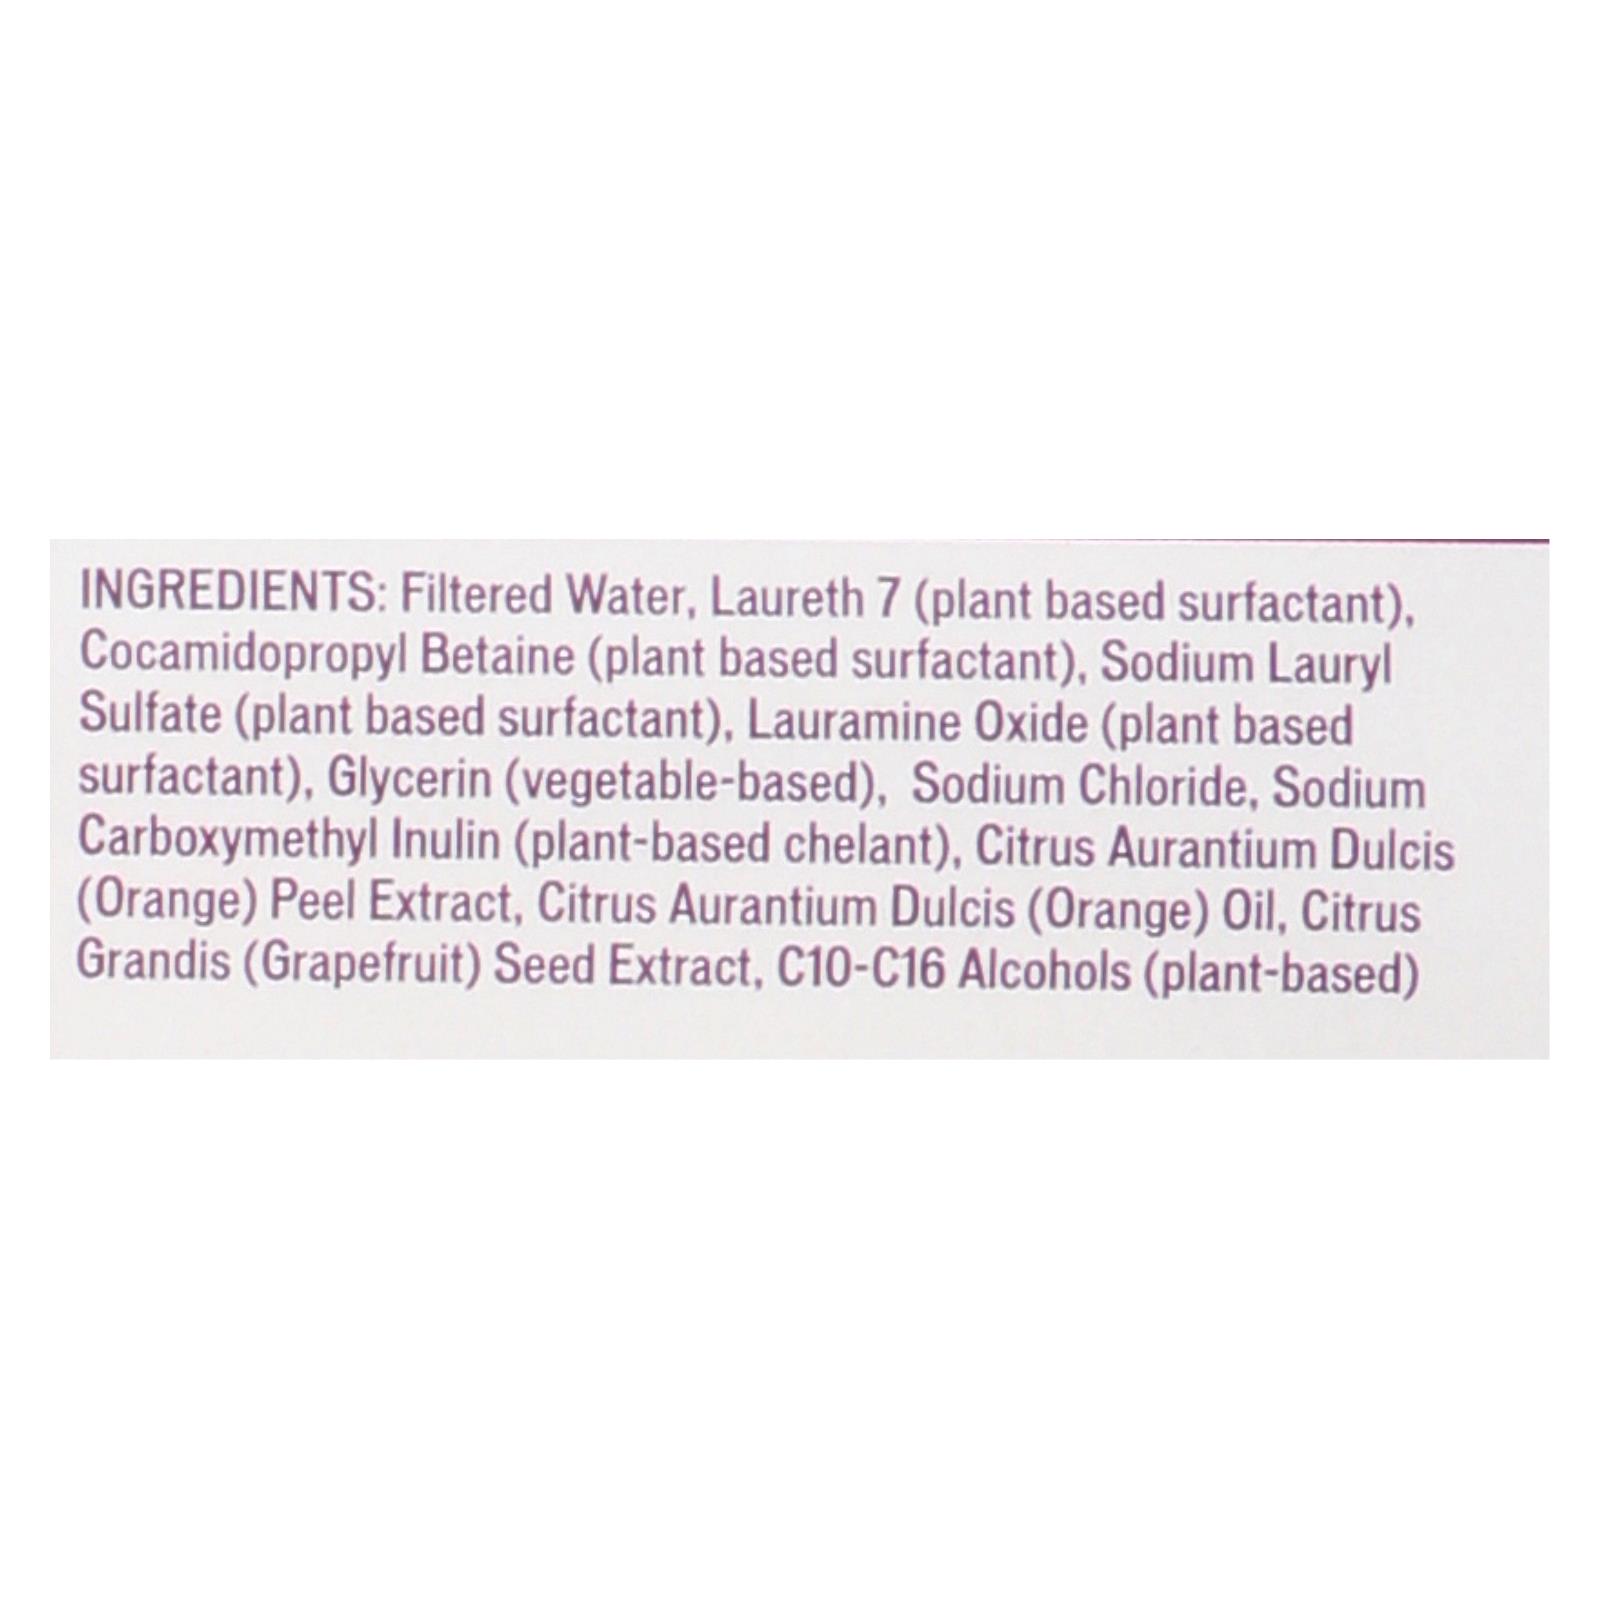 INGREDIENTS: Filtered Water, Laureth 7 (plant based surfactant),
Cocamidopropyl Betaine (plant based surfactant), Sodium Lauryl
Sulfate (plant based surfactant), Lauramine Oxide (plant based
surfactant), Glycerin (vegetable-based), Sodium Chloride, Sodium
Carboxymethyl Inulin (plant-based chelant), Citrus Aurantium Dulcis
(Orange) Peel Extract, Citrus Aurantium Dulcis (Orange) Oil, Citrus
Grandis (Grapefruit) Seed Extract, C10-C16 Alcohols (plant-based)